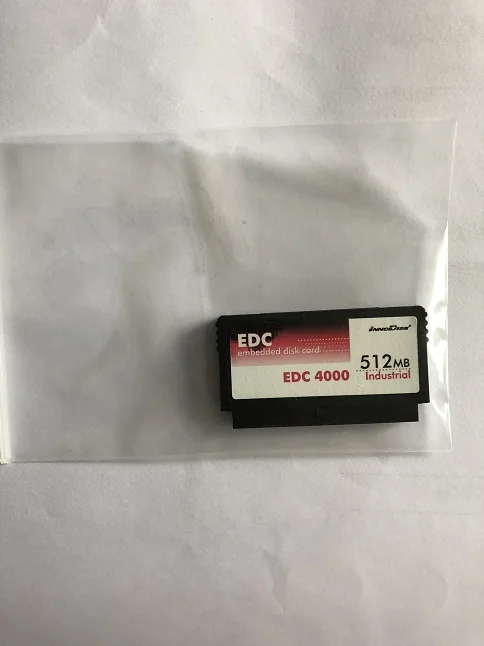 EDC
embedded disk card
InnoDisk
512MB
EDC 4000
Industrial